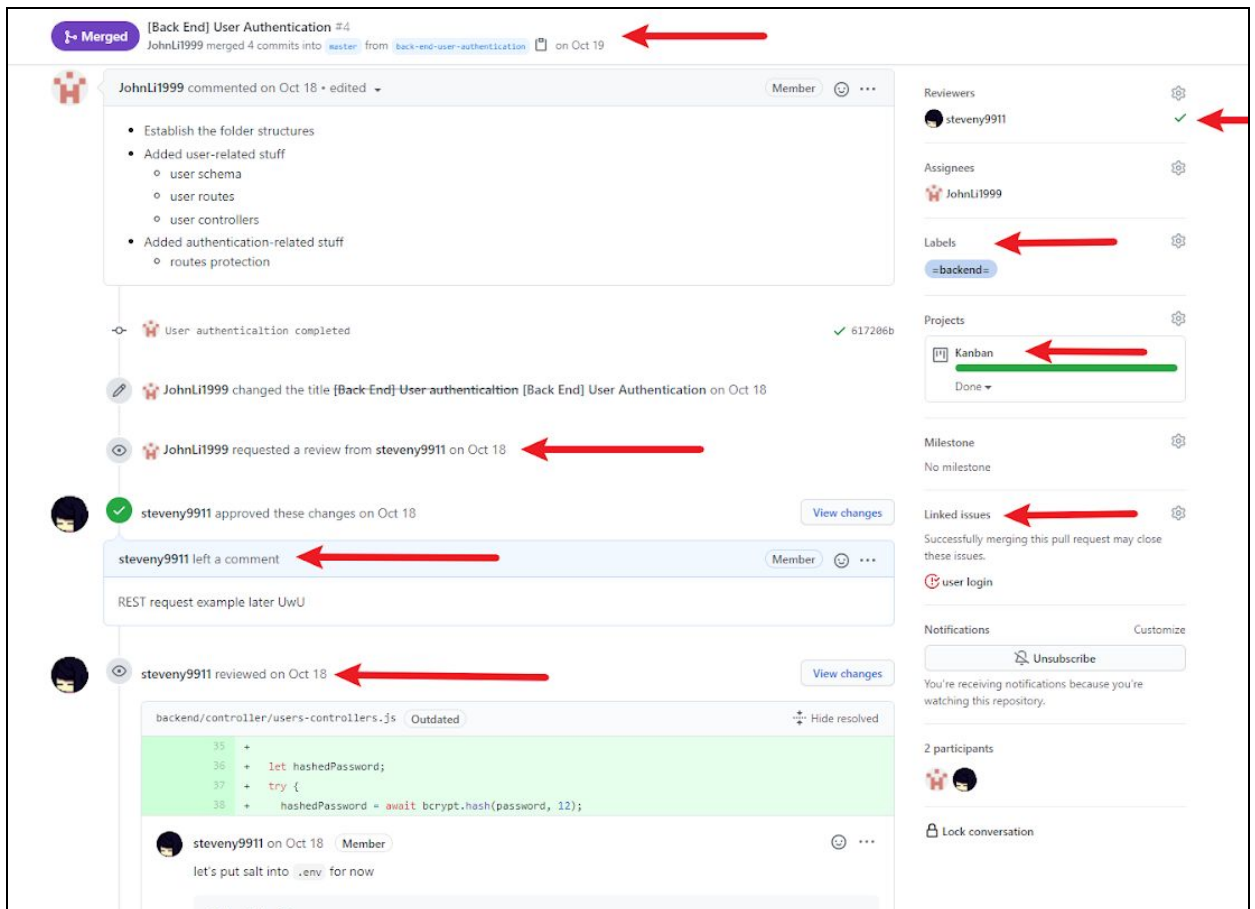 Merged
[Back End] User Authentication #4
JohnLi1999 merged 4 commits into master from back-end-user-authentication on Oct 19
JohnLi1999 commented on Oct 18 • edited
Member
Establish the folder structures
Added user-related stuff
user schema
user routes
user controllers
Added authentication-related stuff
routes protection
User authenticaltion completed
617206b
JohnLi1999 changed the title [Back End] User authenticaltion [Back End] User Authentication on Oct 18
JohnLi1999 requested a review from steveny9911 on Oct 18
steveny9911 approved these changes on Oct 18
View changes
steveny9911 left a comment
Member
REST request example later UwU
steveny9911 reviewed on Oct 18
View changes
backend/controller/users-controllers.js Outdated
Hide resolved
35 +
36 + let hashedPassword;
37 + try {
38 + hashedPassword = await bcrypt.hash(password, 12);
steveny9911 on Oct 18 Member
let's put salt into .env for now
Reviewers
steveny9911
Assignees
JohnLi1999
Labels
=backend=
Projects
Kanban
Done
Milestone
No milestone
Linked issues
Successfully merging this pull request may close
these issues.
user login
Notifications
Customize
Unsubscribe
You're receiving notifications because you're
watching this repository.
2 participants
Lock conversation